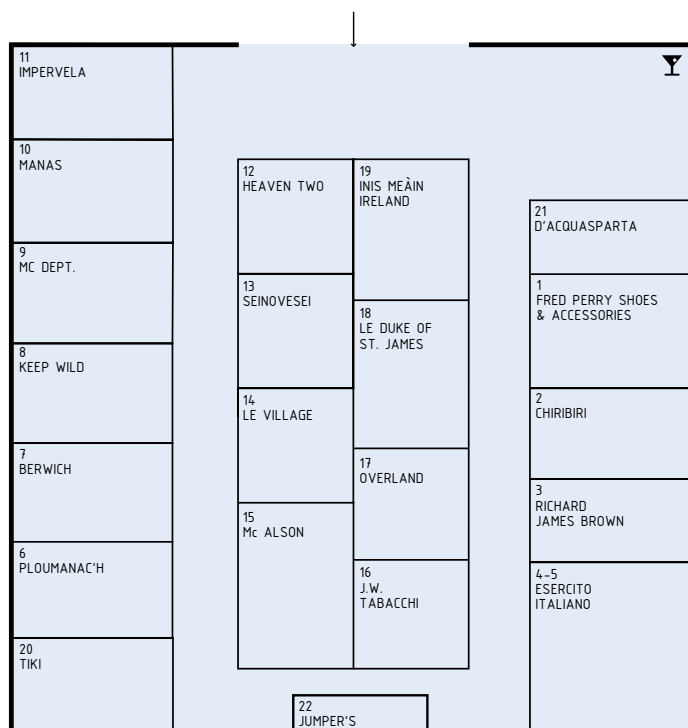 11
IMPERVELA
10
MANAS
9
MC DEPT.
8
KEEP WILD
7
BERWICH
6
PLOUMANAC'H
20
TIKI
12
HEAVEN TWO
13
SEINOVESEI
14
LE VILLAGE
15
Mc ALSON
19
INIS MEÀIN
IRELAND
18
LE DUKE OF
ST. JAMES
17
OVERLAND
16
J.W.
TABACCHI
22
JUMPER'S
21
D'ACQUASPARTA
1
FRED PERRY SHOES
& ACCESSORIES
2
CHIRIBIRI
3
RICHARD
JAMES BROWN
4-5
ESERCITO
ITALIANO